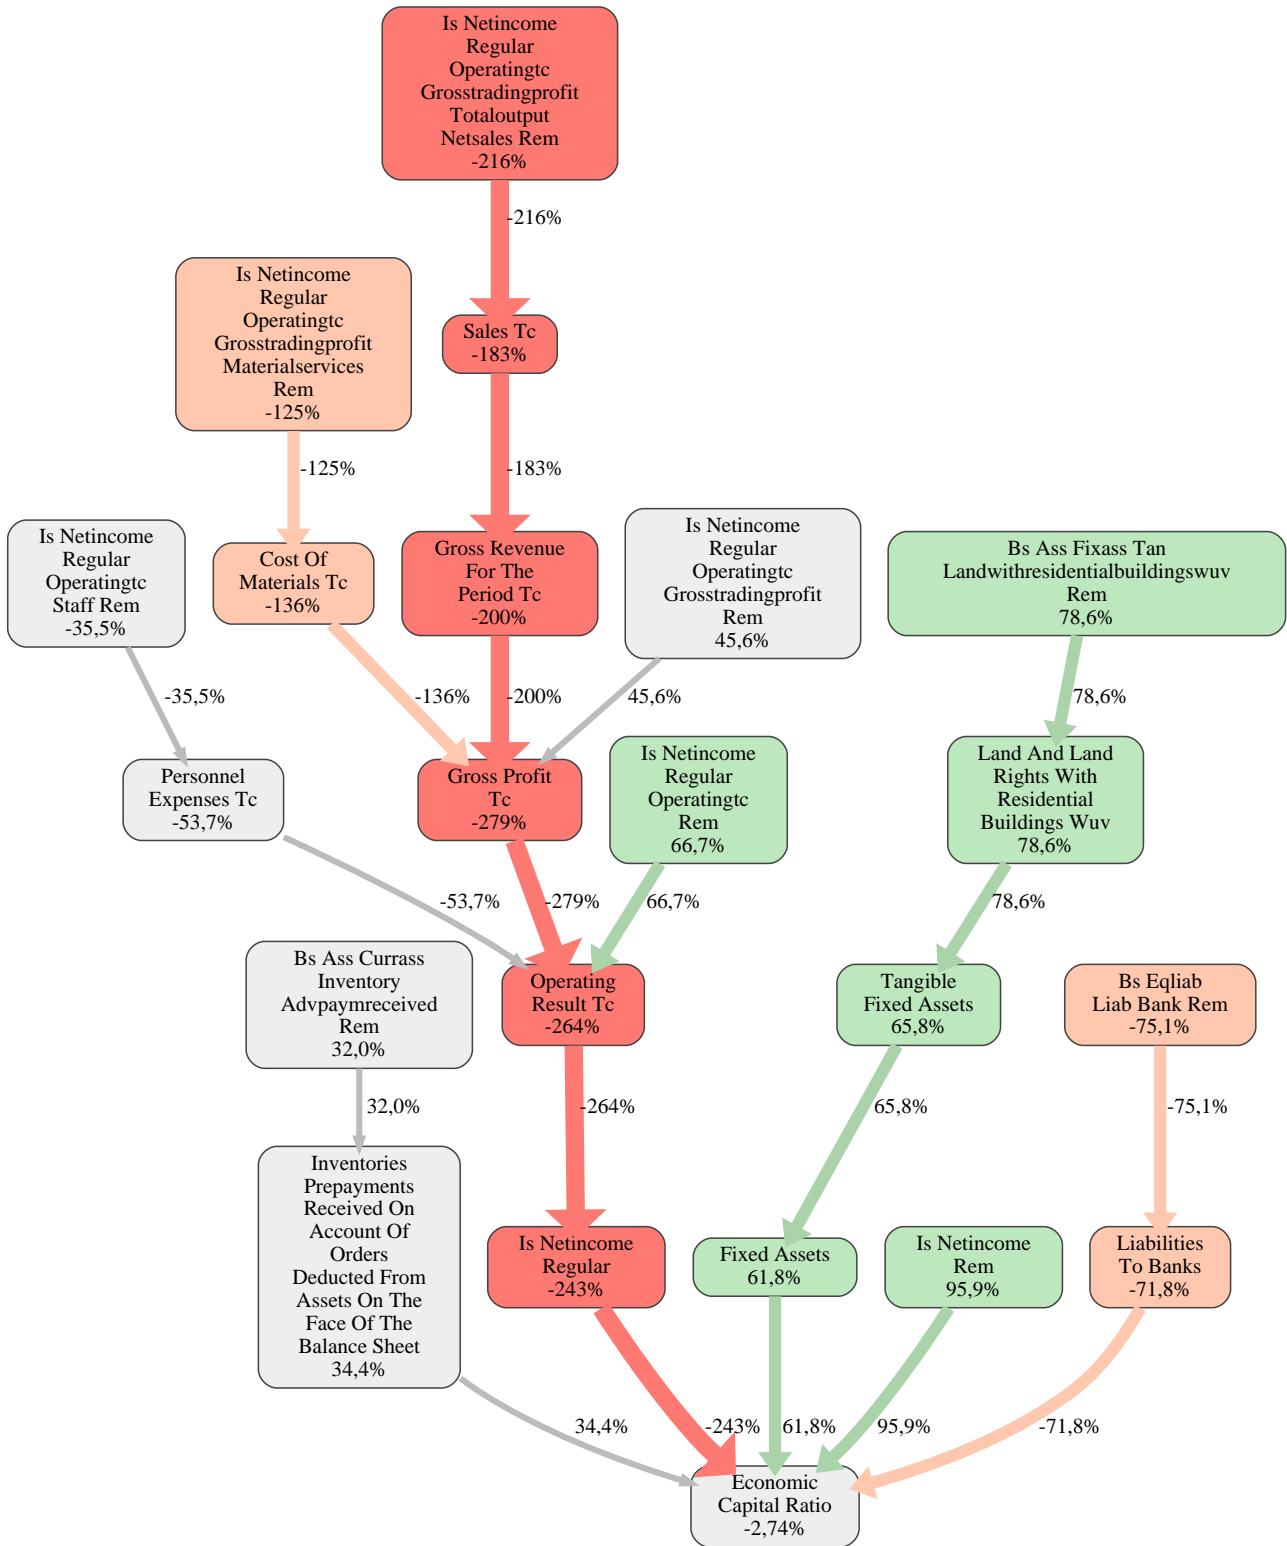 Is Netincome
Regular
Operatingtc
Grosstradingprofit
Totaloutput
Netsales Rem
-216%
-216%
Is Netincome
Regular
Operatingtc
Grosstradingprofit
Materialservices
Rem
-125%
Sales Tc
-183%
-125%
-183%
Is Netincome
Regular
Operatingtc
Staff Rem
-35,5%
Cost Of
Materials Tc
-136%
Gross Revenue
For The
Period Tc
-200%
Is Netincome
Regular
Operatingtc
Grosstradingprofit
Rem
45,6%
Bs Ass Fixass Tan
Landwithresidentialbuildingswuv
Rem
78,6%
-35,5%
-136%
-200%
45,6%
78,6%
Personnel
Expenses Tc
-53,7%
Gross Profit
Tc
-279%
Is Netincome
Regular
Operatingtc
Rem
66,7%
Land And Land
Rights With
Residential
Buildings Wuv
78,6%
-53,7%
-279%
66,7%
78,6%
Bs Ass Currass
Inventory
Advpaymreceived
Rem
32,0%
Operating
Result Tc
-264%
Tangible
Fixed Assets
65,8%
Bs Eqliab
Liab Bank Rem
-75,1%
32,0%
-264%
65,8%
-75,1%
Inventories
Prepayments
Received On
Account Of
Orders
Deducted From
Assets On The
Face Of The
Balance Sheet
34,4%
Is Netincome
Regular
-243%
Fixed Assets
61,8%
Is Netincome
Rem
95,9%
Liabilities
To Banks
-71,8%
34,4%
-243%
61,8%
95,9%
-71,8%
Economic
Capital Ratio
-2,74%